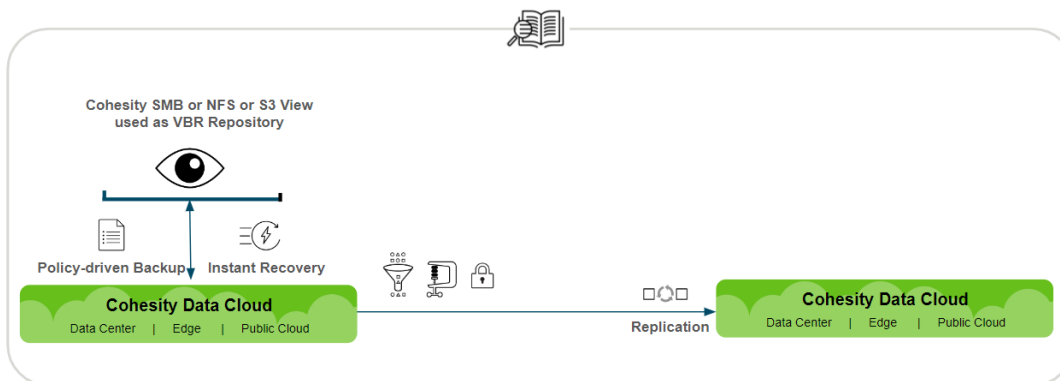 Cohesity SMB or NFS or S3 View
used as VBR Repository
Policy-driven Backup
Instant Recovery
Cohesity Data Cloud
Data Center | Edge | Public Cloud
Replication
Cohesity Data Cloud
Data Center | Edge | Public Cloud